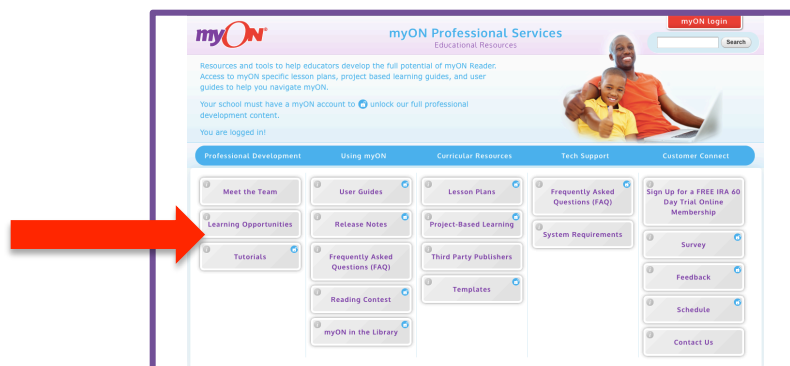 myON®
myON Professional Services
Educational Resources
myON login
Search
Resources and tools to help educators develop the full potential of myON Reader.
Access to myON specific lesson plans, project based learning guides, and user
guides to help you navigate myON.
Your school must have a myON account to unlock our full professional
development content.
You are logged in!
Professional Development Using myON Curricular Resources Tech Support Customer Connect
Meet the Team
Learning Opportunities
Tutorials
User Guides
Release Notes
Frequently Asked
Questions (FAQ)
Reading Contest
myON in the Library
Lesson Plans
Project-Based Learning
Third Party Publishers
Templates
Frequently Asked
Questions (FAQ)
System Requirements
Sign Up for a FREE IRA 60
Day Trial Online
Membership
Survey
Feedback
Schedule
Contact Us